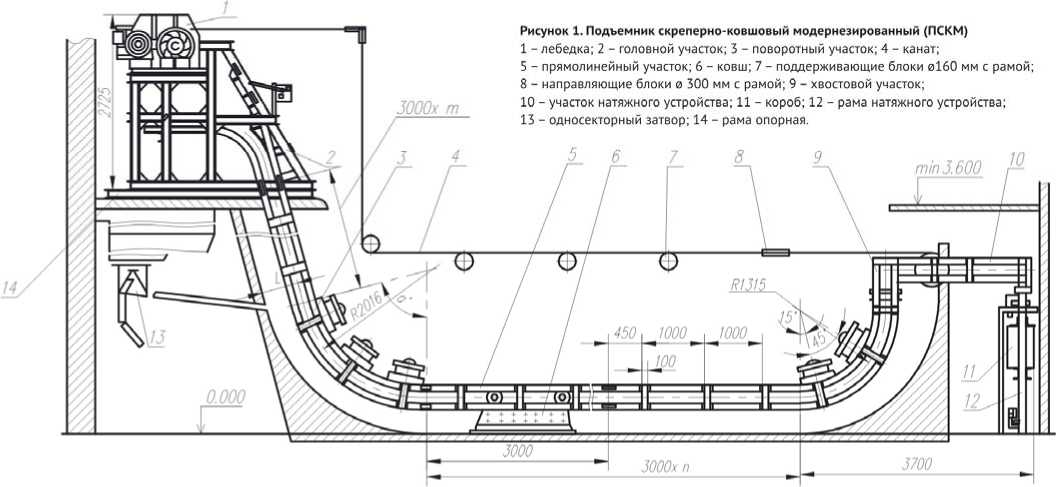 Рисунок 1. Подъемник скреперно-ковшовый модернезированный (ПСКМ)
1 – лебедка; 2 – головной участок; 3 – поворотный участок; 4 – канат;
5 – прямолинейный участок; 6 – ковш; 7 – поддерживающие блоки ø160 мм с рамой;
8 – направляющие блоки ø 300 мм с рамой; 9 – хвостовой участок;
10 – участок натяжного устройства; 11 – короб; 12 – рама натяжного устройства;
13 – односекторный затвор; 14 – рама опорная.
1
2725
3000x m
2
3
4
5
6
7
8
9
10
min 3.600
14
13
L
R2016
R1315
15°
45°
450
1000
1000
100
11
12
0.000
3000
3000x n
3700